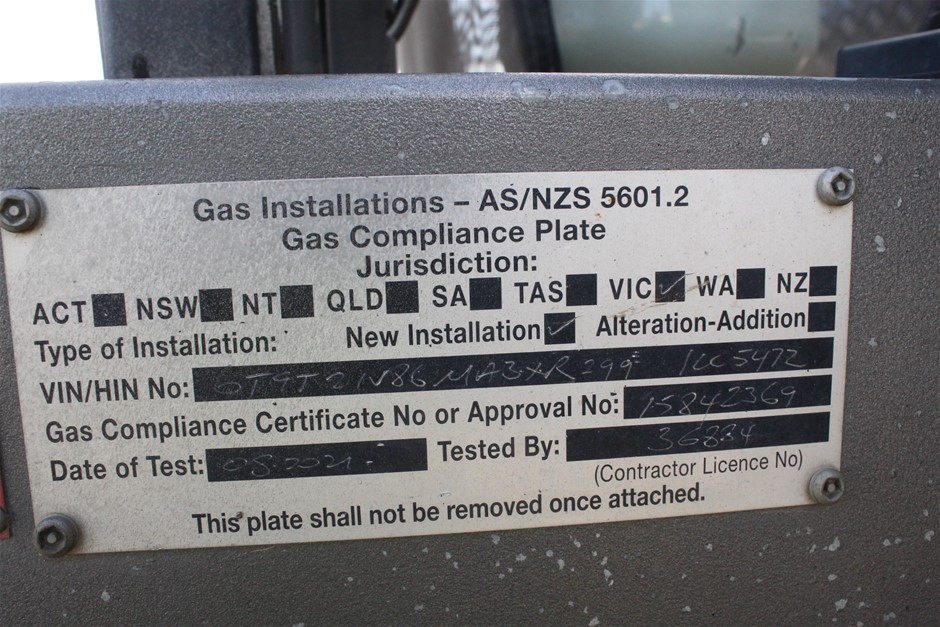 Gas Installations – AS/NZS 5601.2
Gas Compliance Plate
Jurisdiction:
ACT NSW NT QLD SA TAS VIC ✓ WA NZ
Type of Installation: New Installation ✓ Alteration-Addition
VIN/HIN No:
Gas Compliance Certificate No or Approval No: 15842369
Date of Test: 08.2021. Tested By: 36834
(Contractor Licence No)
This plate shall not be removed once attached.